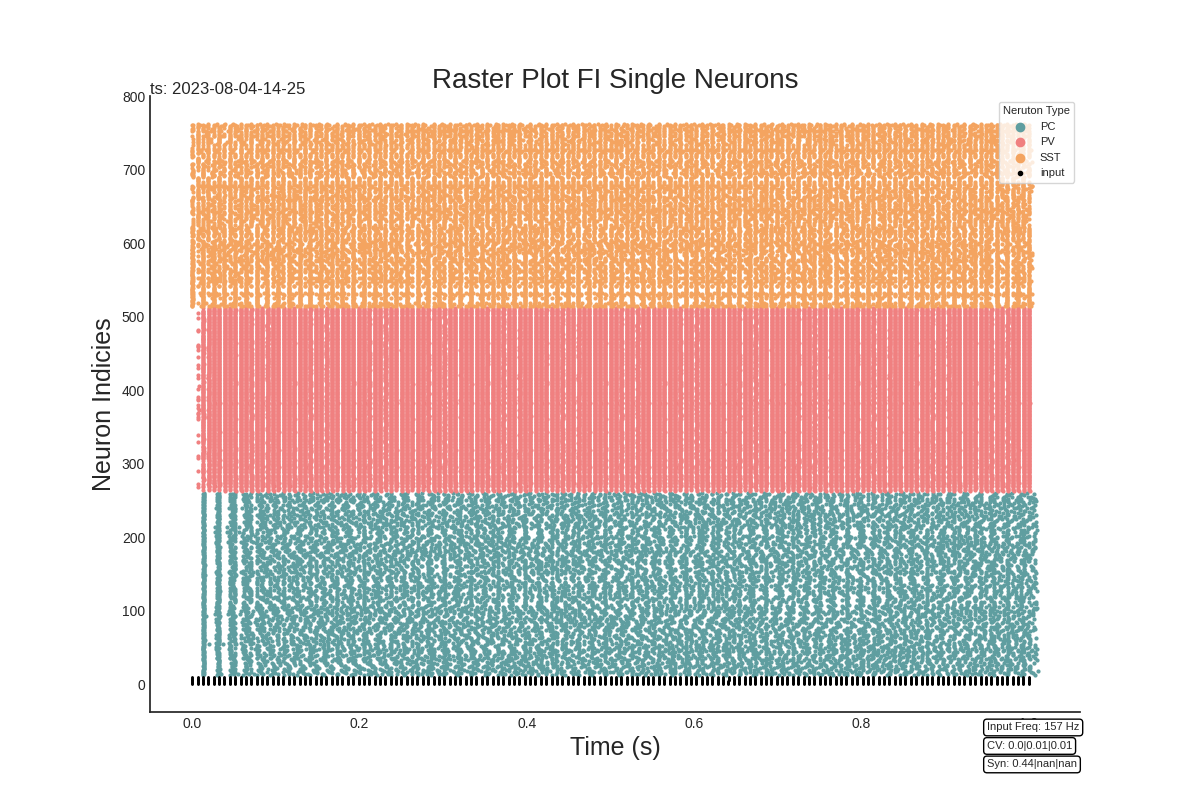 Raster Plot FI Single Neurons
ts: 2023-08-04-14-25
Neruton Type
PC
PV
SST
input
Neuron Indicies
800
700
600
500
400
300
200
100
0
0.0
0.2
0.4
0.6
0.8
Time (s)
Input Freq: 157 Hz
CV: 0.0|0.01|0.01
Syn: 0.44|nan|nan